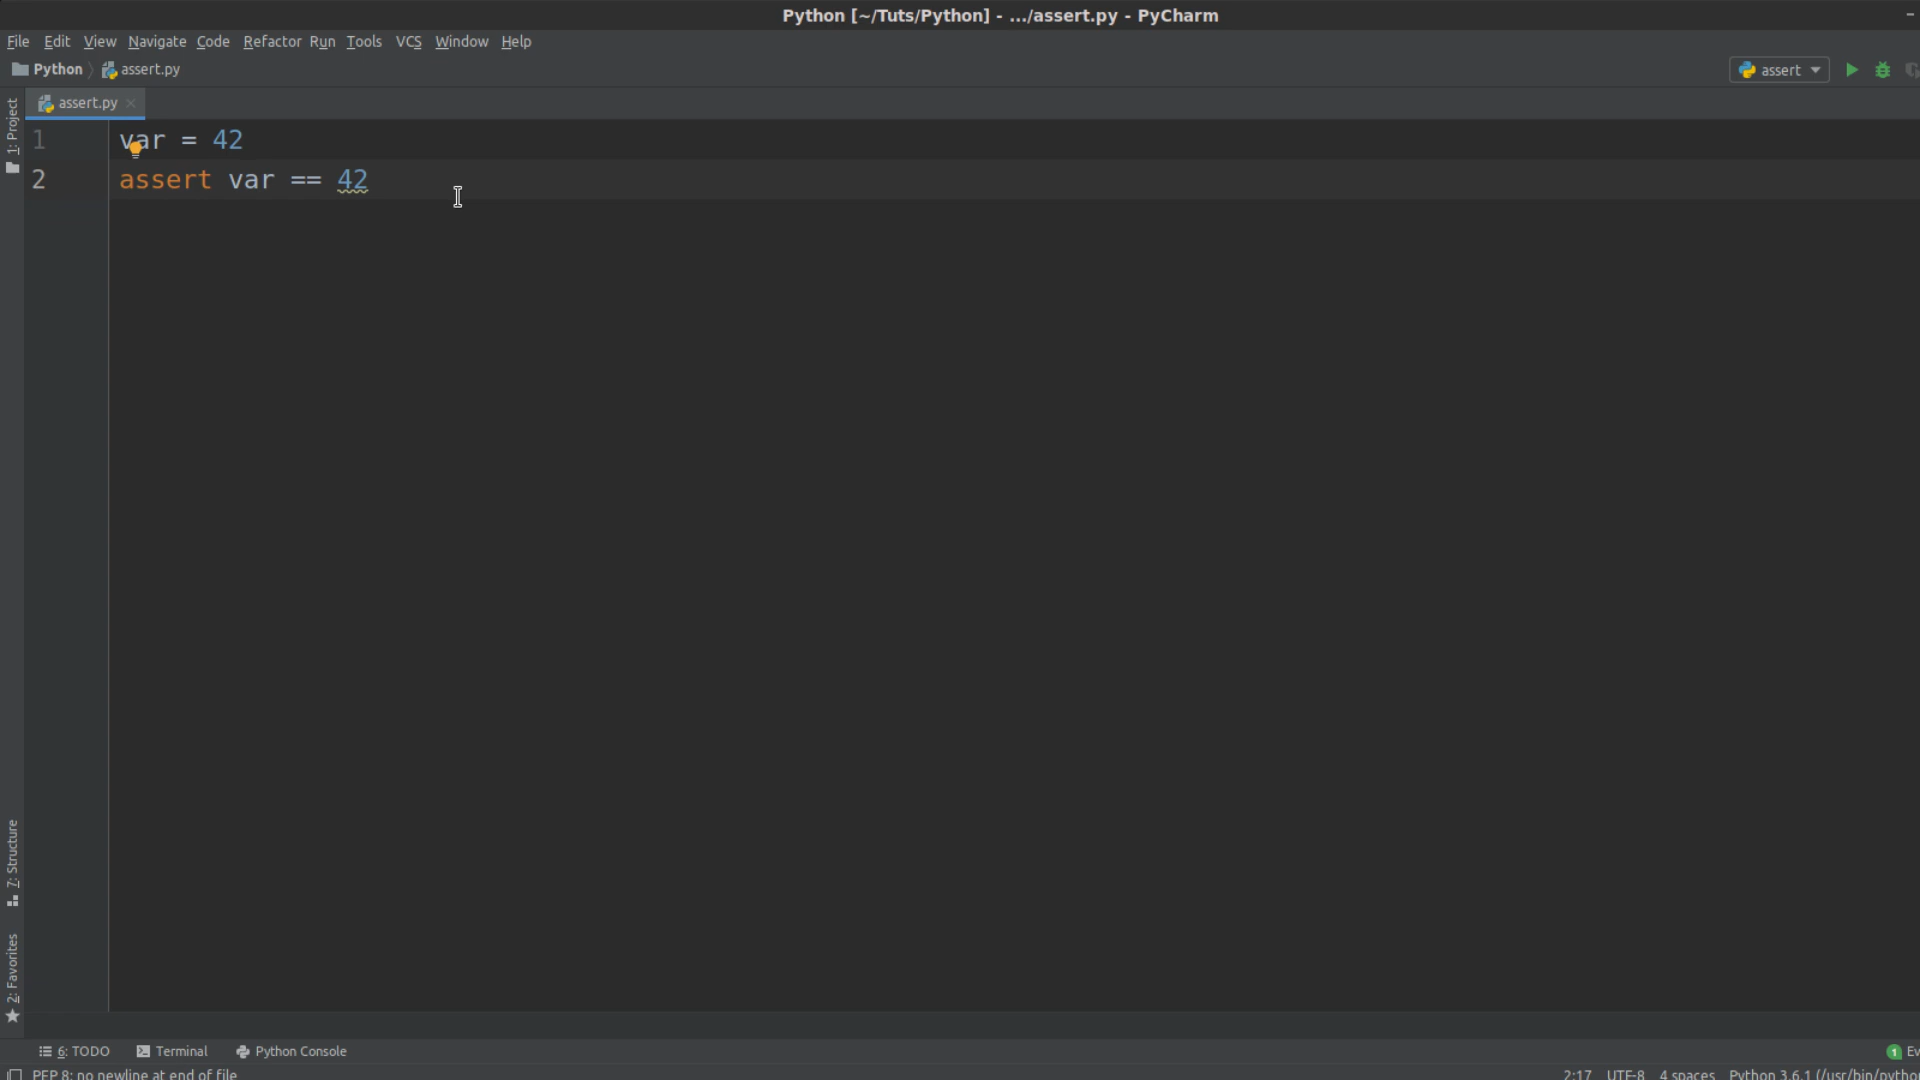 Python [~/Tuts/Python] - .../assert.py - PyCharm
File Edit View Navigate Code Refactor Run Tools VCS Window Help
Python assert.py
assert
assert.py
1: Project
1 var = 42
2 assert var == 42
7: Structure
2: Favorites
6: TODO Terminal Python Console
1 Ev
PEP 8: no newline at end of file
2:17 UTF-8 4 spaces Python 3.6.1 (/usr/bin/pytho